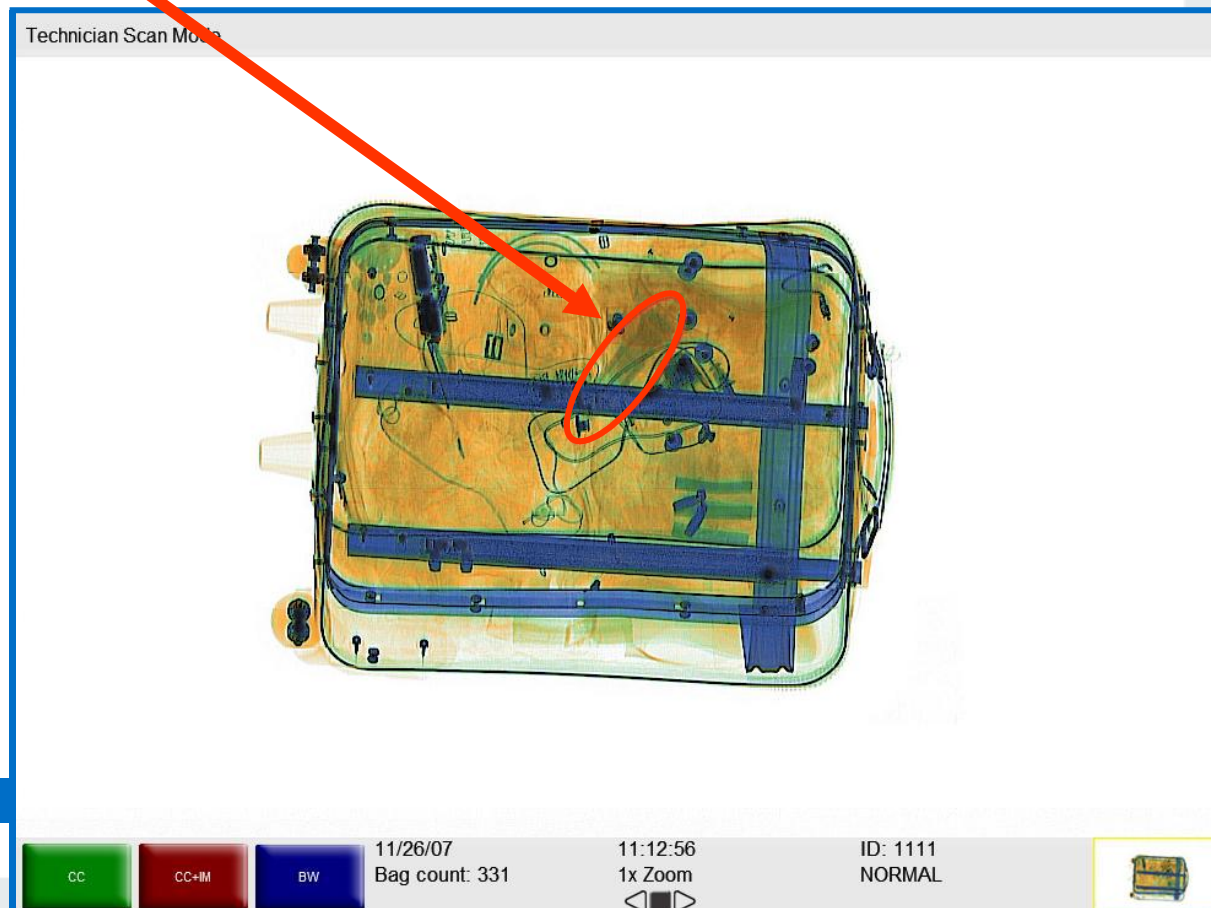 Technician Scan Mode
CC
CC+IM
BW
11/26/07
Bag count: 331
11:12:56
1x Zoom
ID: 1111
NORMAL